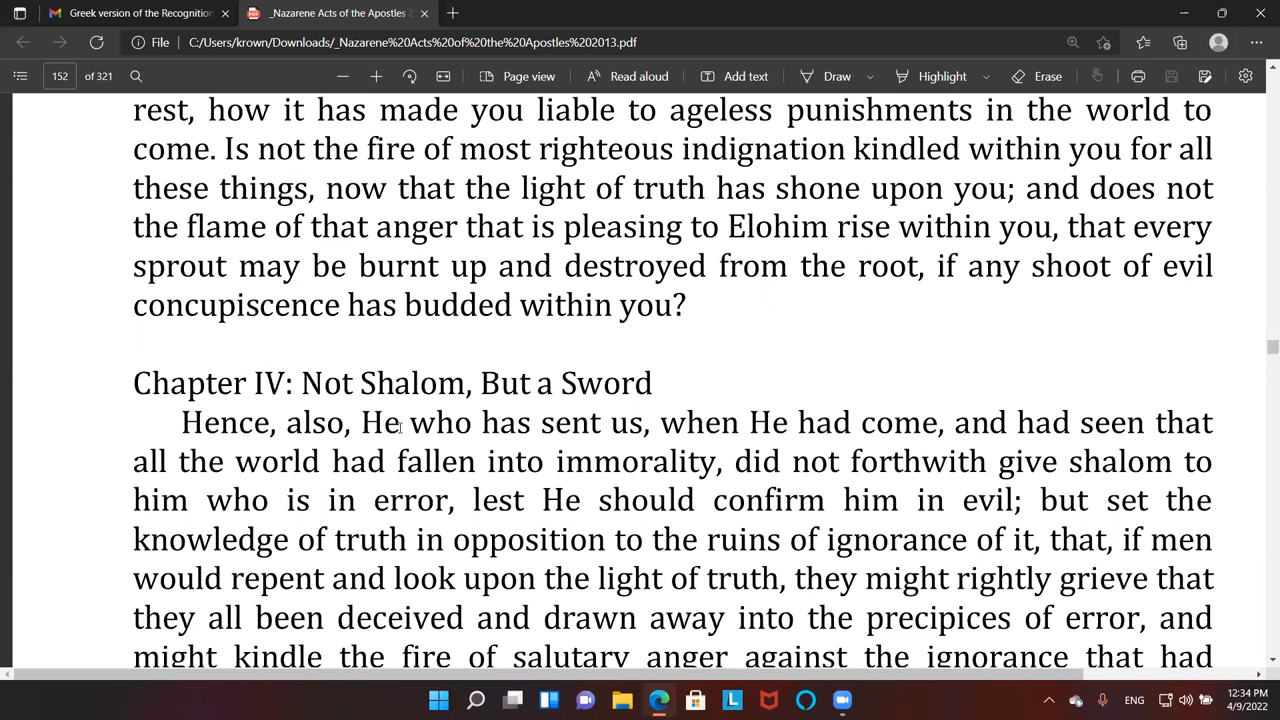 Greek version of the Recognition
_Nazarene Acts of the Apostles 2
File C:/Users/krown/Downloads/_Nazarene%20Acts%20of%20the%20Apostles%202013.pdf
152 of 321 Page view Read aloud Add text Draw Highlight Erase
rest, how it has made you liable to ageless punishments in the world to
come. Is not the fire of most righteous indignation kindled within you for all
these things, now that the light of truth has shone upon you; and does not
the flame of that anger that is pleasing to Elohim rise within you, that every
sprout may be burnt up and destroyed from the root, if any shoot of evil
concupiscence has budded within you?
Chapter IV: Not Shalom, But a Sword
Hence, also, He who has sent us, when He had come, and had seen that
all the world had fallen into immorality, did not forthwith give shalom to
him who is in error, lest He should confirm him in evil; but set the
knowledge of truth in opposition to the ruins of ignorance of it, that, if men
would repent and look upon the light of truth, they might rightly grieve that
they all been deceived and drawn away into the precipices of error, and
might kindle the fire of salutary anger against the ignorance that had
ENG
12:34 PM
4/9/2022